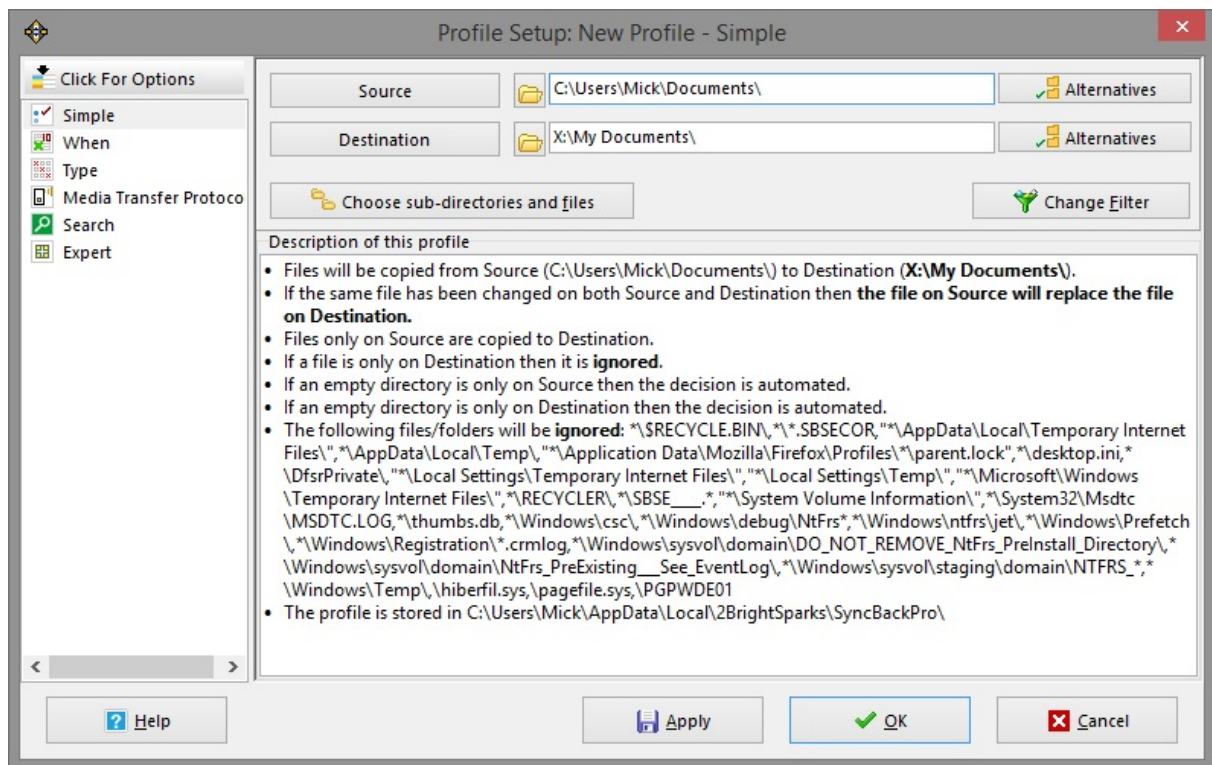 Profile Setup: New Profile - Simple
Click For Options
Simple
When
Type
Media Transfer Protoco
Search
Expert
Source
C:\Users\Mick\Documents\
Alternatives
Destination
X:\My Documents\
Alternatives
Choose sub-directories and files
Change Filter
Description of this profile
• Files will be copied from Source (C:\Users\Mick\Documents\) to Destination (X:\My Documents\).
• If the same file has been changed on both Source and Destination then the file on Source will replace the file
on Destination.
• Files only on Source are copied to Destination.
• If a file is only on Destination then it is ignored.
• If an empty directory is only on Source then the decision is automated.
• If an empty directory is only on Destination then the decision is automated.
• The following files/folders will be ignored: *\$RECYCLE.BIN\,*\*.SBSECOR,"*\AppData\Local\Temporary Internet
Files\",*\AppData\Local\Temp\,"*\Application Data\Mozilla\Firefox\Profiles\*\parent.lock",*\desktop.ini,*
\DfsrPrivate\,"*\Local Settings\Temporary Internet Files\","*\Local Settings\Temp\","*\Microsoft\Windows
\Temporary Internet Files\",*\RECYCLER\,*\SBSE___.*,"*\System Volume Information\",*\System32\Msdtc
\MSDTC.LOG,*\thumbs.db,*\Windows\csc\,*\Windows\debug\NtFrs*,*\Windows\ntfrs\jet\,*\Windows\Prefetch
\,*\Windows\Registration\*.crmlog,*\Windows\sysvol\domain\DO_NOT_REMOVE_NtFrs_PreInstall_Directory\,*
\Windows\sysvol\domain\NtFrs_PreExisting___See_EventLog\,*\Windows\sysvol\staging\domain\NTFRS_*,*
\Windows\Temp\,\hiberfil.sys,\pagefile.sys,\PGPWDE01
• The profile is stored in C:\Users\Mick\AppData\Local\2BrightSparks\SyncBackPro\
Help
Apply
OK
Cancel